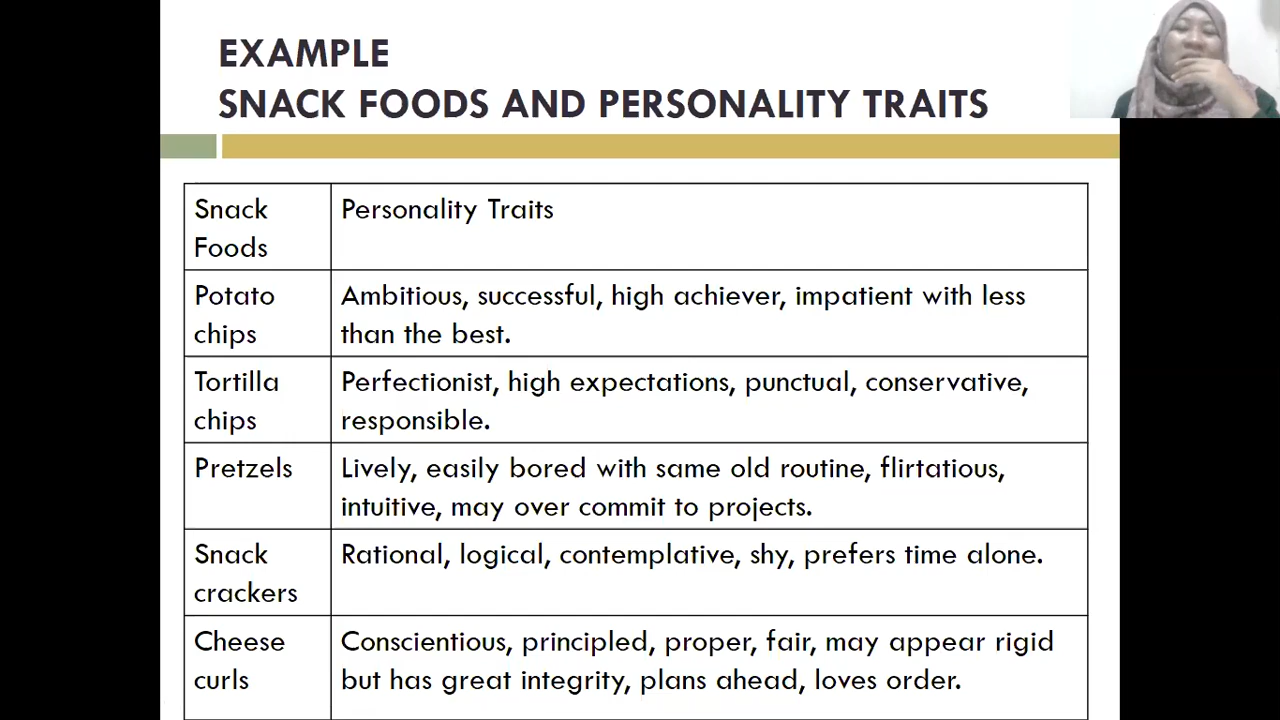 EXAMPLE
SNACK FOODS AND PERSONALITY TRAITS
Snack
Foods
Personality Traits
Potato
chips
Ambitious, successful, high achiever, impatient with less
than the best.
Tortilla
chips
Perfectionist, high expectations, punctual, conservative,
responsible.
Pretzels
Lively, easily bored with same old routine, flirtatious,
intuitive, may over commit to projects.
Snack
crackers
Rational, logical, contemplative, shy, prefers time alone.
Cheese
curls
Conscientious, principled, proper, fair, may appear rigid
but has great integrity, plans ahead, loves order.